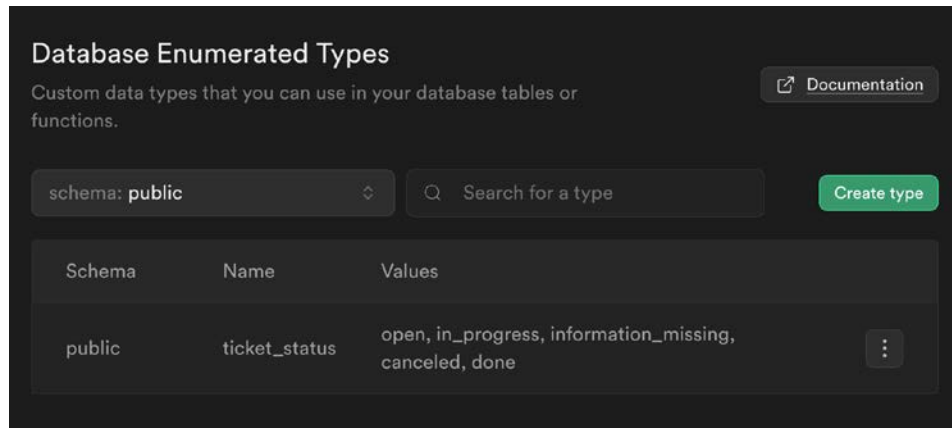 Database Enumerated Types
Custom data types that you can use in your database tables or
functions.
Documentation
schema: public
Search for a type
Create type
Schema Name Values
public ticket_status open, in_progress, information_missing,
canceled, done